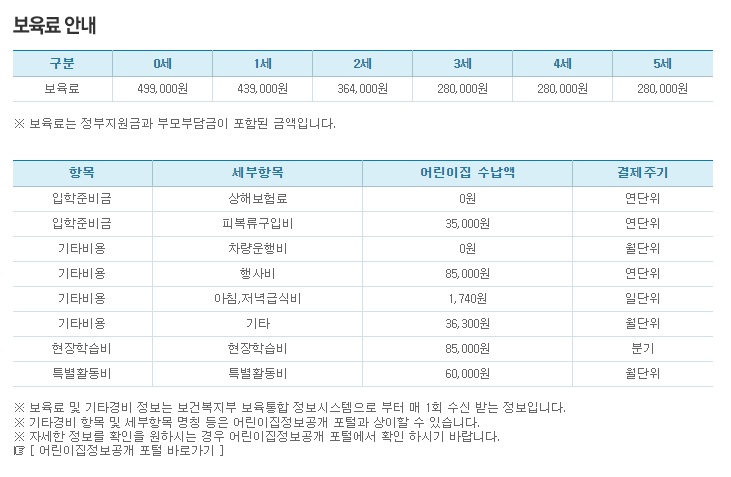 보육료 안내
구분 0세 1세 2세 3세 4세 5세
보육료 499,000원 439,000원 364,000원 280,000원 280,000원 280,000원
※ 보육료는 정부지원금과 부모부담금이 포함된 금액입니다.
항목 세부항목 어린이집 수납액 결제주기
입학준비금 상해보험료 0원 연단위
입학준비금 피복류구입비 35,000원 연단위
기타비용 차량운행비 0원 월단위
기타비용 행사비 85,000원 연단위
기타비용 아침,저녁급식비 1,740원 일단위
기타비용 기타 36,300원 월단위
현장학습비 현장학습비 85,000원 분기
특별활동비 특별활동비 60,000원 월단위
※ 보육료 및 기타경비 정보는 보건복지부 보육통합 정보시스템으로 부터 매 1회 수신 받는 정보입니다.
※ 기타경비 항목 및 세부항목 명칭 등은 어린이집정보공개 포털과 상이할 수 있습니다.
※ 자세한 정보를 확인을 원하시는 경우 어린이집정보공개 포털에서 확인 하시기 바랍니다.
☞ [ 어린이집정보공개 포털 바로가기 ]